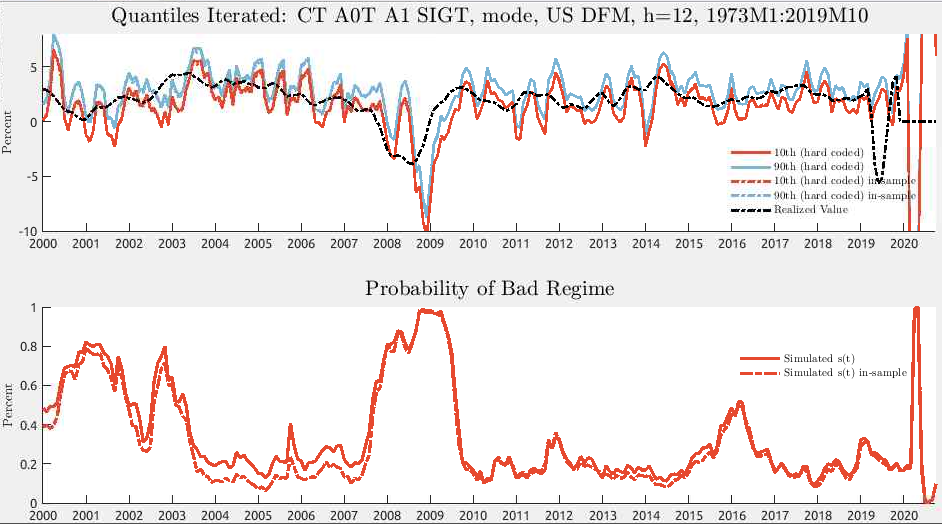 Quantiles Iterated: CT A0T A1 SIGT, mode, US DFM, h=12, 1973M1:2019M10
Percent
5
0
-5
-10
10th (hard coded)
90th (hard coded)
10th (hard coded) in-sample
90th (hard coded) in-sample
Realized Value
2000 2001 2002 2003 2004 2005 2006 2007 2008 2009 2010 2011 2012 2013 2014 2015 2016 2017 2018 2019 2020
Probability of Bad Regime
Percent
1
0.8
0.6
0.4
0.2
0
Simulated s(t)
Simulated s(t) in-sample
2000 2001 2002 2003 2004 2005 2006 2007 2008 2009 2010 2011 2012 2013 2014 2015 2016 2017 2018 2019 2020